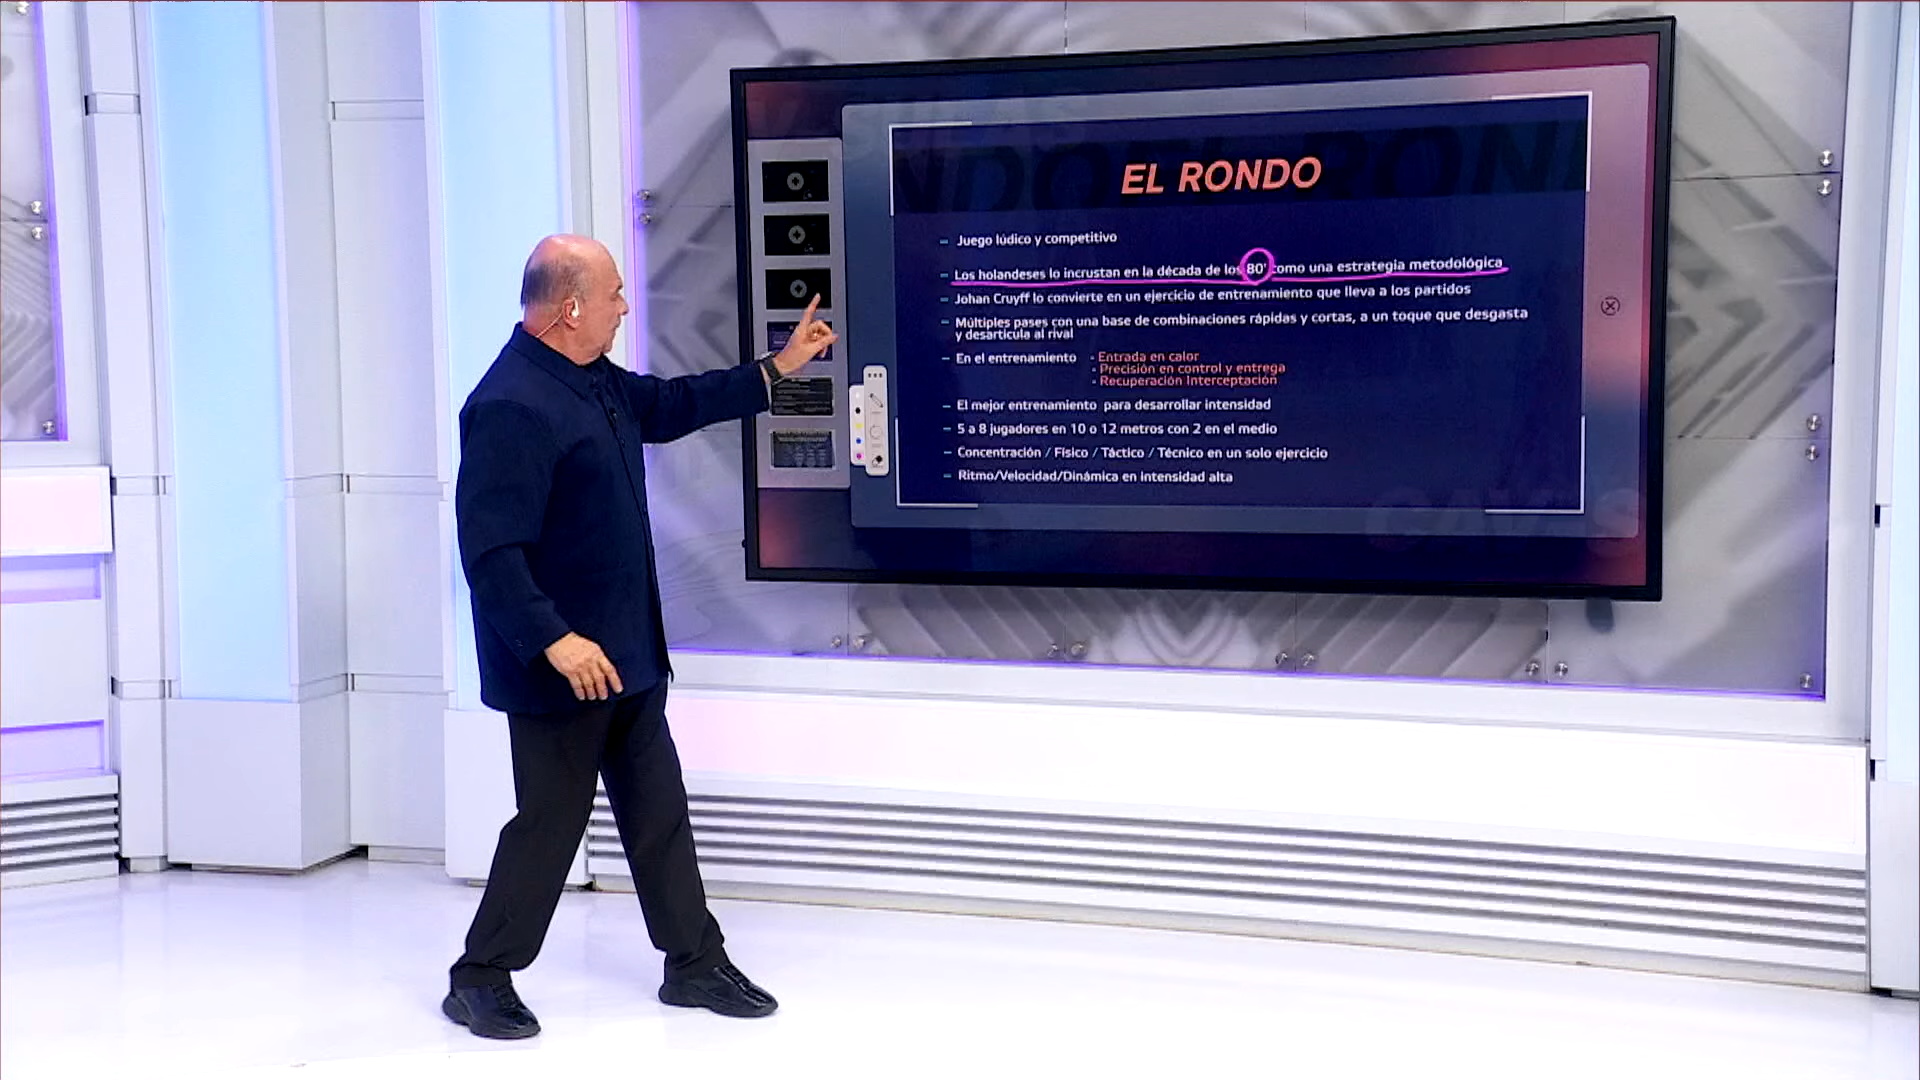 EL RONDO
- Juego lúdico y competitivo
- Los holandeses lo incrustan en la década de los 80' como una estrategia metodológica
- Johan Cruyff lo convierte en un ejercicio de entrenamiento que lleva a los partidos
- Múltiples pases con una base de combinaciones rápidas y cortas, a un toque que desgasta
y desarticula al rival
- En el entrenamiento - Entrada en calor
- Precisión en control y entrega
- Recuperación Interceptación
- El mejor entrenamiento para desarrollar intensidad
- 5 a 8 jugadores en 10 o 12 metros con 2 en el medio
- Concentración / Físico / Táctico / Técnico en un solo ejercicio
- Ritmo/Velocidad/Dinámica en intensidad alta